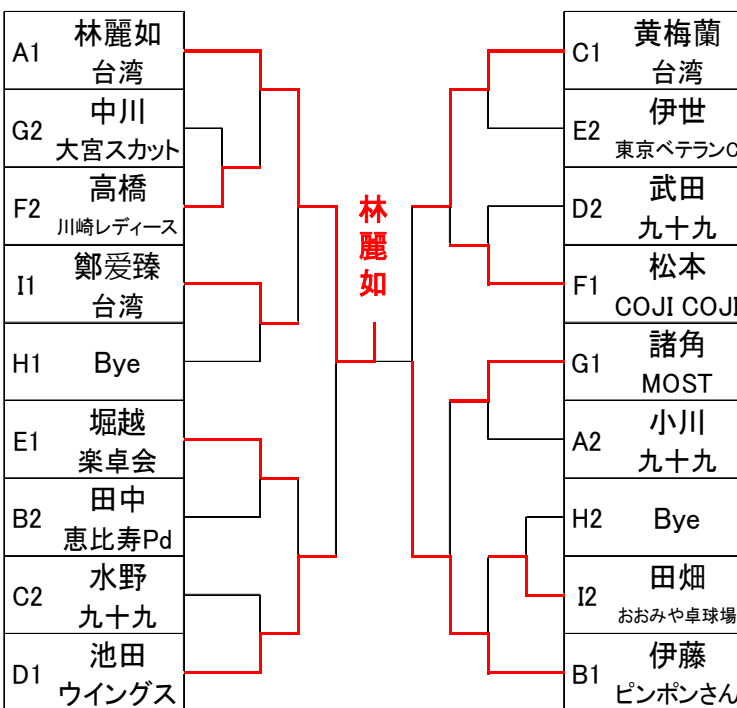 A1
林麗如
台湾
G2
中川
大宮スカット
F2
高橋
川崎レディース
I1
鄭爱臻
台湾
H1
Bye
E1
堀越
楽卓会
B2
田中
恵比寿Pd
C2
水野
九十九
D1
池田
ウイングス
林麗如
C1
黄梅蘭
台湾
E2
伊世
東京ベテランC
D2
武田
九十九
F1
松本
COJI COJI
G1
諸角
MOST
A2
小川
九十九
H2
Bye
I2
田畑
おおみや卓球場
B1
伊藤
ピンポンさん